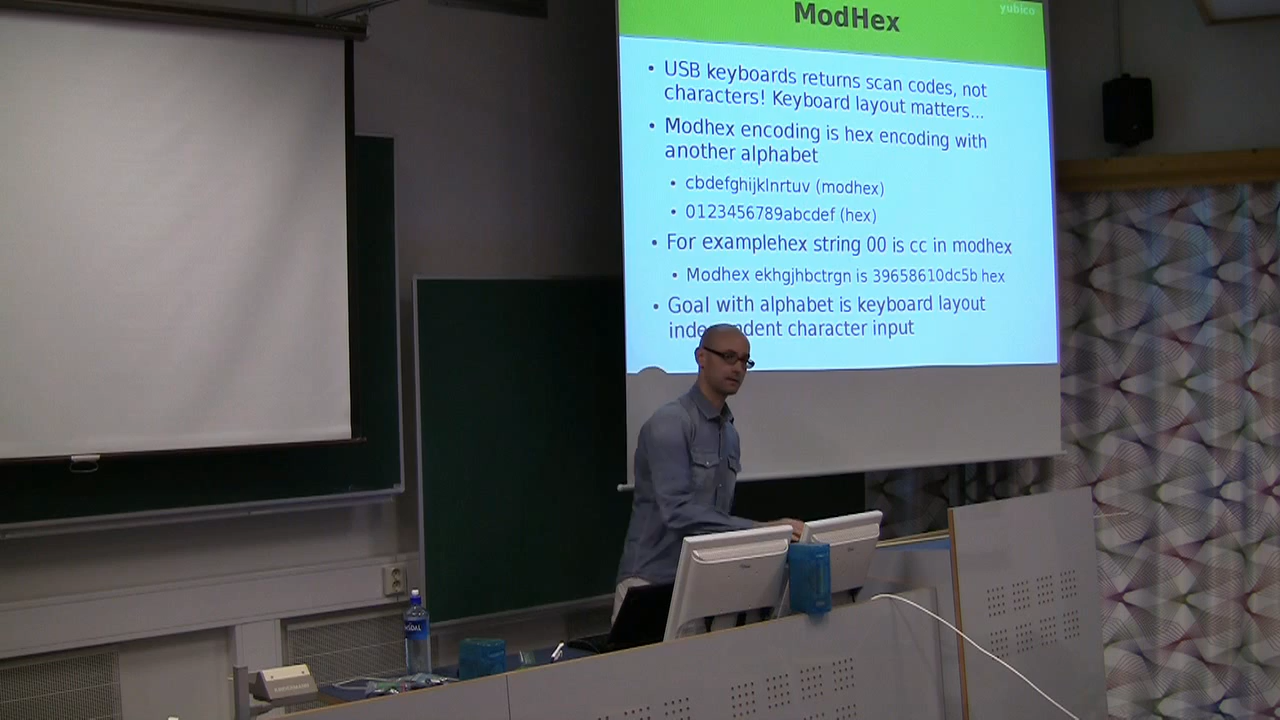 ModHex
yubico
• USB keyboards returns scan codes, not
characters! Keyboard layout matters...
• Modhex encoding is hex encoding with
another alphabet
• cbdefghijklnrtuv (modhex)
• 0123456789abcdef (hex)
• For examplehex string 00 is cc in modhex
• Modhex ekhgjhbctrgn is 39658610dc5b hex
• Goal with alphabet is keyboard layout
independent character input